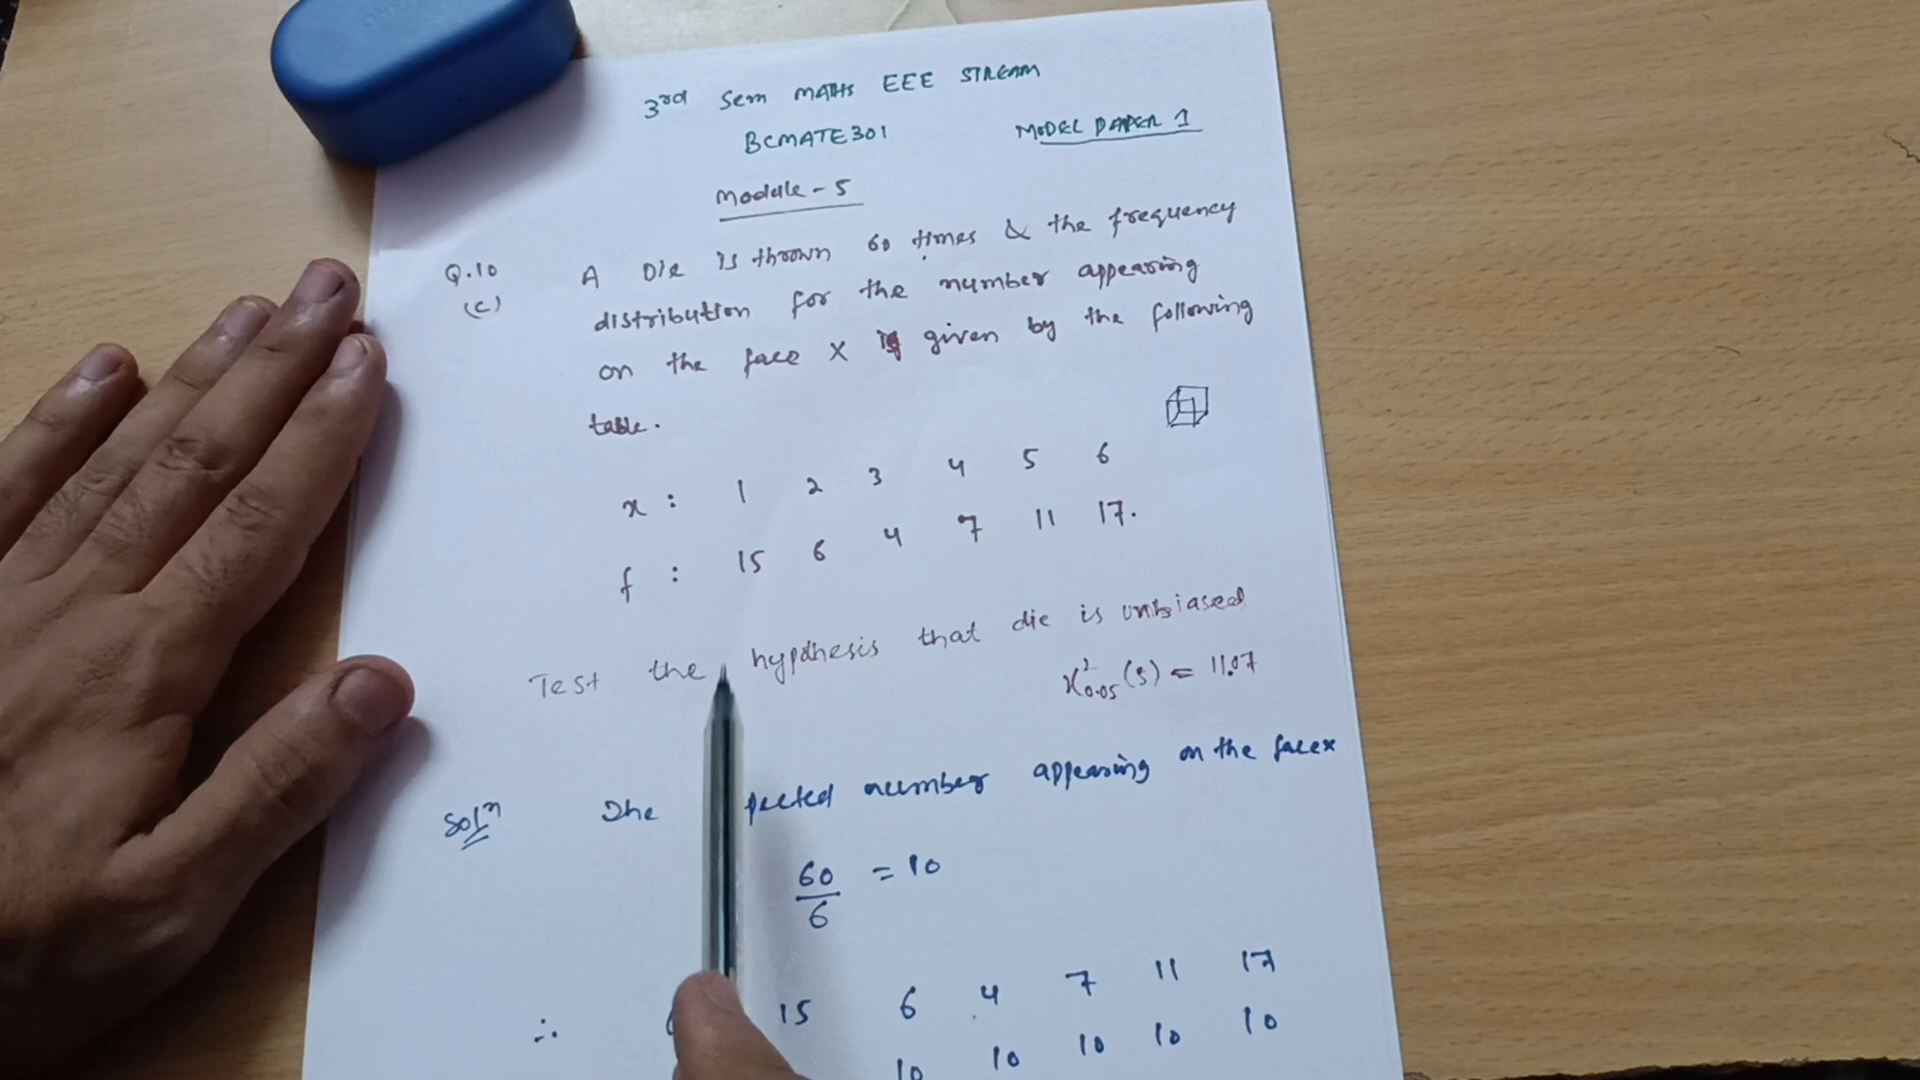 3rd Sem MATHS EEE STREAM
BCMATE301 MODEL PAPER 1
Module - 5
Q.10 A Die is thrown 60 times & the frequency
(c) distribution for the number appearing
on the face X is given by the following
table.
x : 1 2 3 4 5 6
f : 15 6 4 7 11 17.
Test the hypothesis that die is unbiased
χ²0.05 (5) = 11.07
Solⁿ The pected number appearing on the face x
60/6 = 10
∴ 15 6 4 7 11 17
10 10 10 10 10